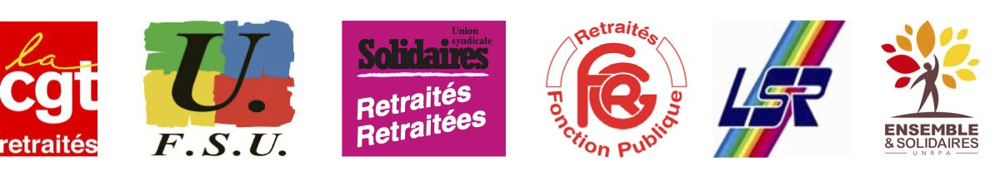 la
cgt
retraités
U.
F.S.U.
Union
syndicale
Solidaires
Retraités
Retraitées
Retraités
FGR
Fonction Publique
LSR
ENSEMBLE
& SOLIDAIRES
UNRPA